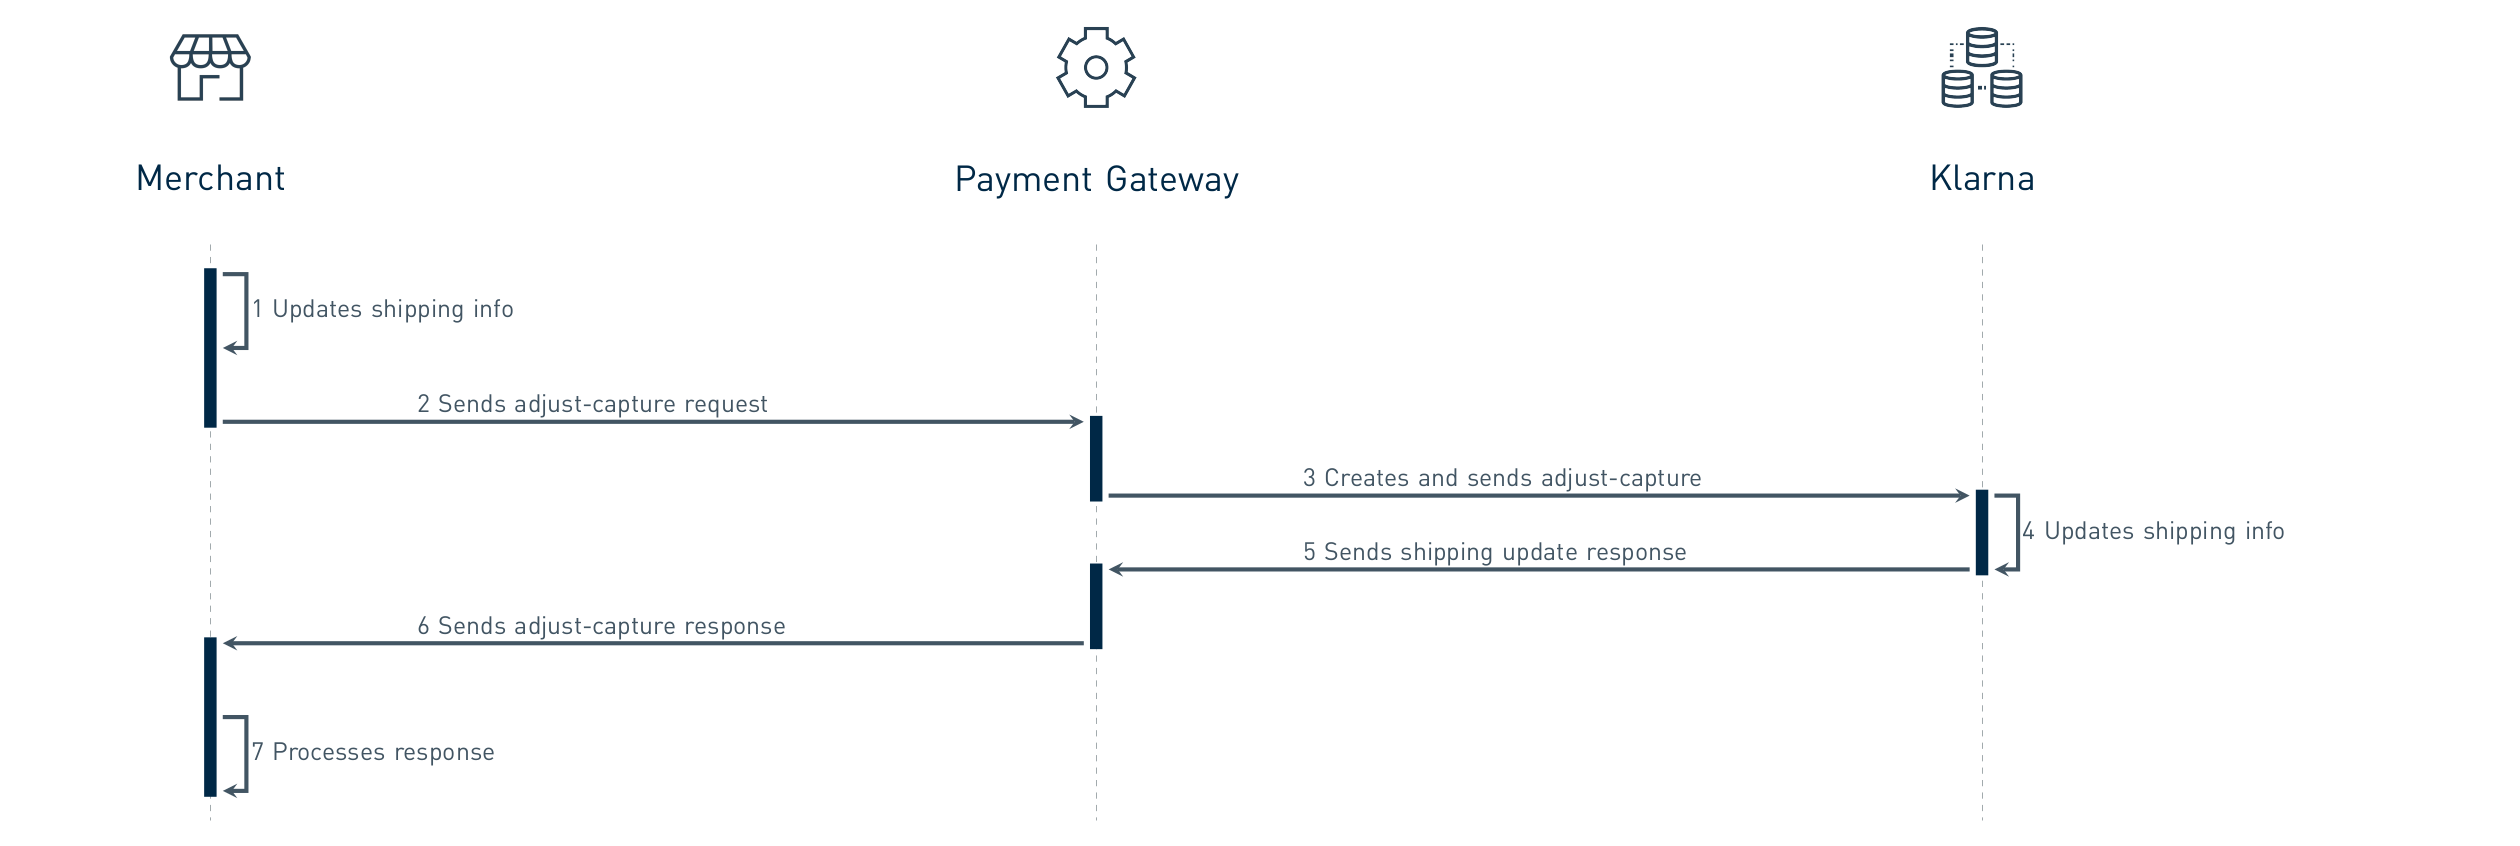 Merchant
Payment Gateway
Klarna
1 Updates shipping info
2 Sends adjust-capture request
3 Creates and sends adjust-capture
4 Updates shipping info
5 Sends shipping update response
6 Sends adjust-capture response
7 Processes response